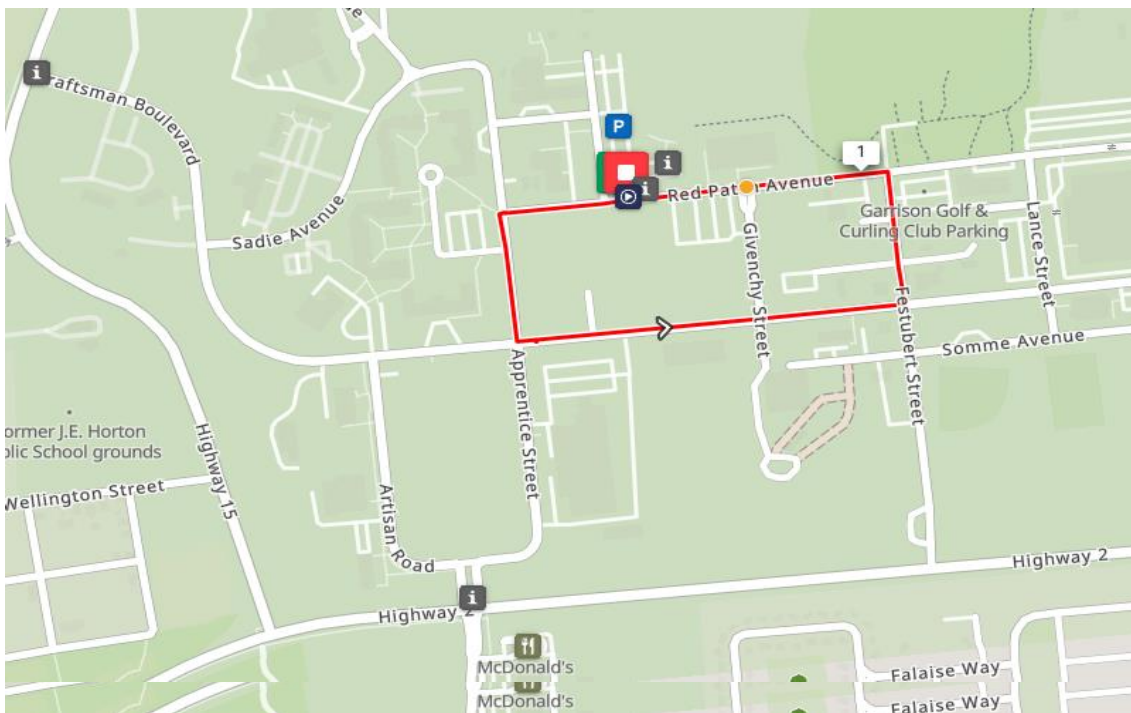 aftsman Boulevard
P
1
Red Patch Avenue
Sadie Avenue
Garrison Golf &
Curling Club Parking
Lance Street
Givenchy Street
Festubert Street
Somme Avenue
Apprentice Street
ormer J.E. Horton
blic School grounds
Highway 15
Wellington Street
Artisan Road
Highway 2
Highway 2
McDonald's
McDonald's
Falaise Way
Falaise Way